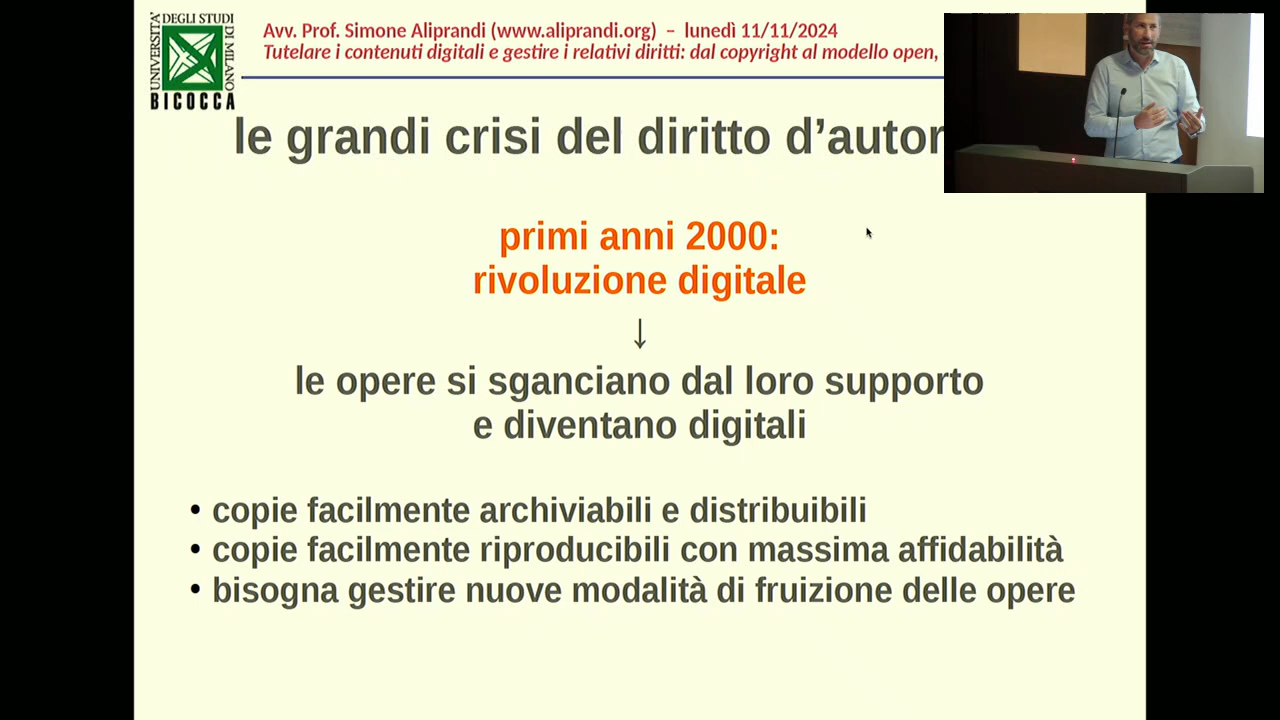 UNIVERSITA'
DEGLI STUDI
DI MILANO
BICOCCA
Avv. Prof. Simone Aliprandi (www.aliprandi.org) – lunedì 11/11/2024
Tutelare i contenuti digitali e gestire i relativi diritti: dal copyright al modello open,
le grandi crisi del diritto d’autor
primi anni 2000:
rivoluzione digitale
↓
le opere si sganciano dal loro supporto
e diventano digitali
• copie facilmente archiviabili e distribuibili
• copie facilmente riproducibili con massima affidabilità
• bisogna gestire nuove modalità di fruizione delle opere